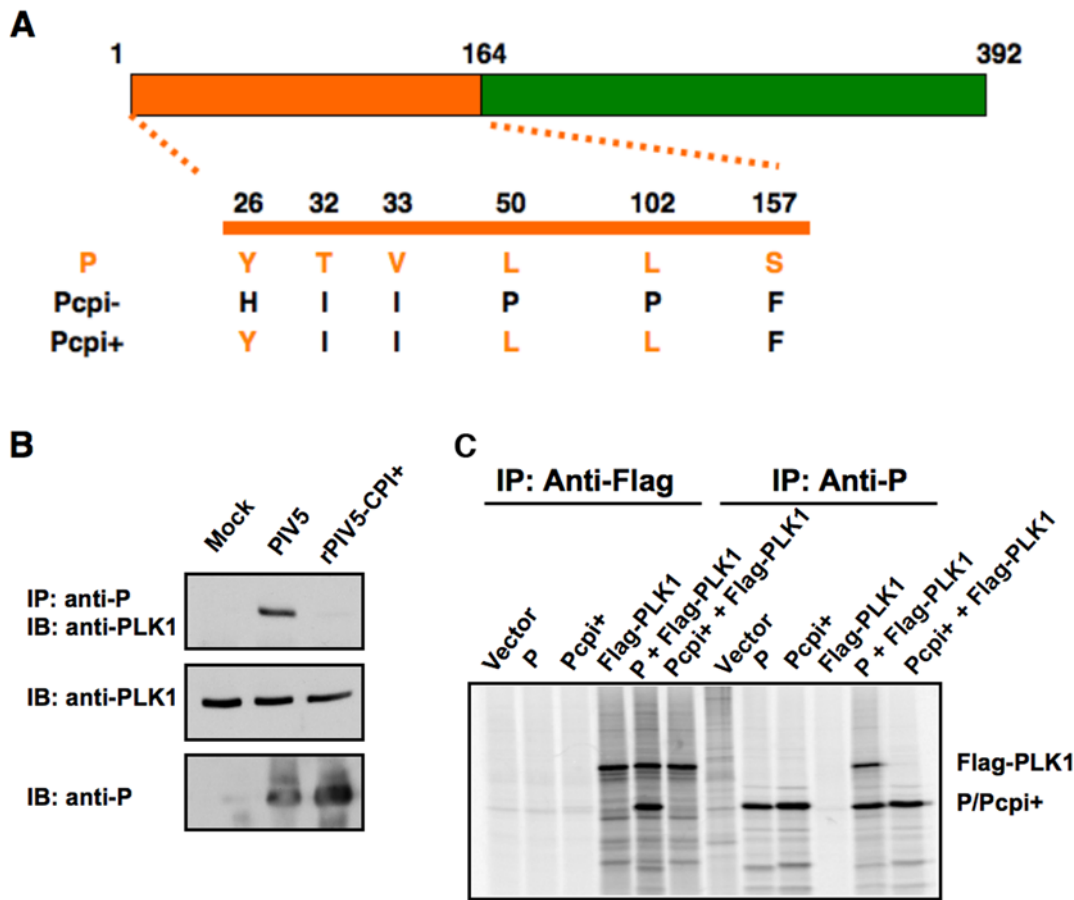 A
1 164 392
26 32 33 50 102 157
P Y T V L L S
Pcpi- H I I P P F
Pcpi+ Y I I L L F
B
Mock PIV5 rPIV5-CPI+
IP: anti-P
IB: anti-PLK1
IB: anti-PLK1
IB: anti-P
C
IP: Anti-Flag IP: Anti-P
Vector P Pcpi+ Flag-PLK1 P + Flag-PLK1 Pcpi+ + Flag-PLK1 Vector P Pcpi+ Flag-PLK1 P + Flag-PLK1 Pcpi+ + Flag-PLK1
Flag-PLK1
P/Pcpi+